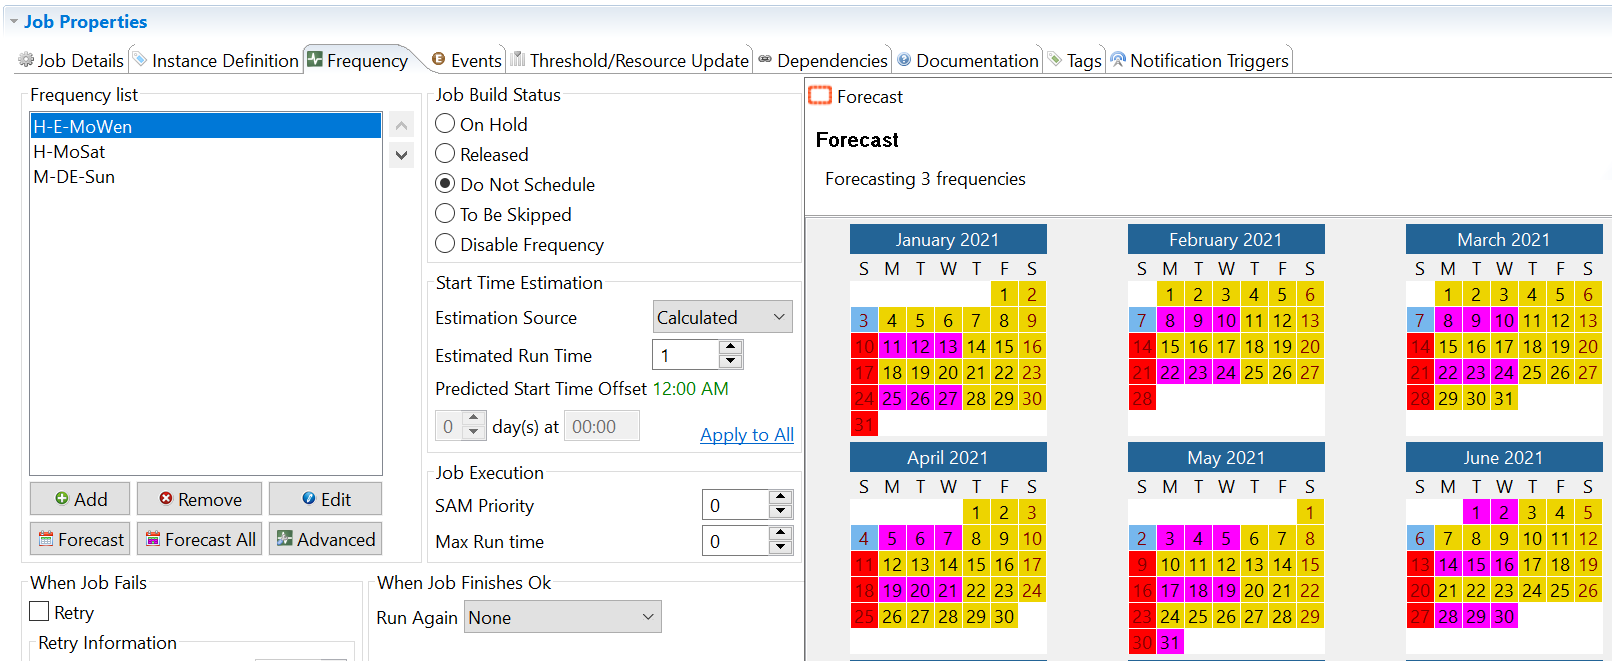 Job Properties
Job Details Instance Definition Frequency Events Threshold/Resource Update Dependencies Documentation Tags Notification Triggers
Frequency list
H-E-MoWen
H-MoSat
M-DE-Sun
Add Remove Edit
Forecast Forecast All Advanced
Job Build Status
On Hold
Released
Do Not Schedule
To Be Skipped
Disable Frequency
Start Time Estimation
Estimation Source Calculated
Estimated Run Time 1
Predicted Start Time Offset 12:00 AM
0 day(s) at 00:00
Apply to All
Job Execution
SAM Priority 0
Max Run time 0
When Job Fails
Retry
Retry Information
When Job Finishes Ok
Run Again None
Forecast
Forecast
Forecasting 3 frequencies
January 2021
S M T W T F S
1 2
3 4 5 6 7 8 9
10 11 12 13 14 15 16
17 18 19 20 21 22 23
24 25 26 27 28 29 30
31
February 2021
S M T W T F S
1 2 3 4 5 6
7 8 9 10 11 12 13
14 15 16 17 18 19 20
21 22 23 24 25 26 27
28
March 2021
S M T W T F S
1 2 3 4 5 6
7 8 9 10 11 12 13
14 15 16 17 18 19 20
21 22 23 24 25 26 27
28 29 30 31
April 2021
S M T W T F S
1 2 3
4 5 6 7 8 9 10
11 12 13 14 15 16 17
18 19 20 21 22 23 24
25 26 27 28 29 30
May 2021
S M T W T F S
1
2 3 4 5 6 7 8
9 10 11 12 13 14 15
16 17 18 19 20 21 22
23 24 25 26 27 28 29
30 31
June 2021
S M T W T F S
1 2 3 4 5
6 7 8 9 10 11 12
13 14 15 16 17 18 19
20 21 22 23 24 25 26
27 28 29 30